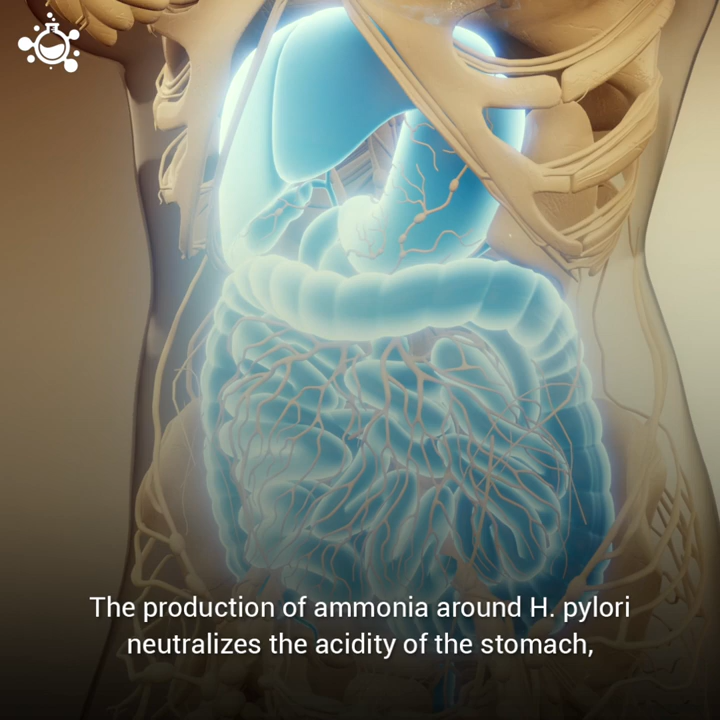 The production of ammonia around H. pylori
neutralizes the acidity of the stomach,